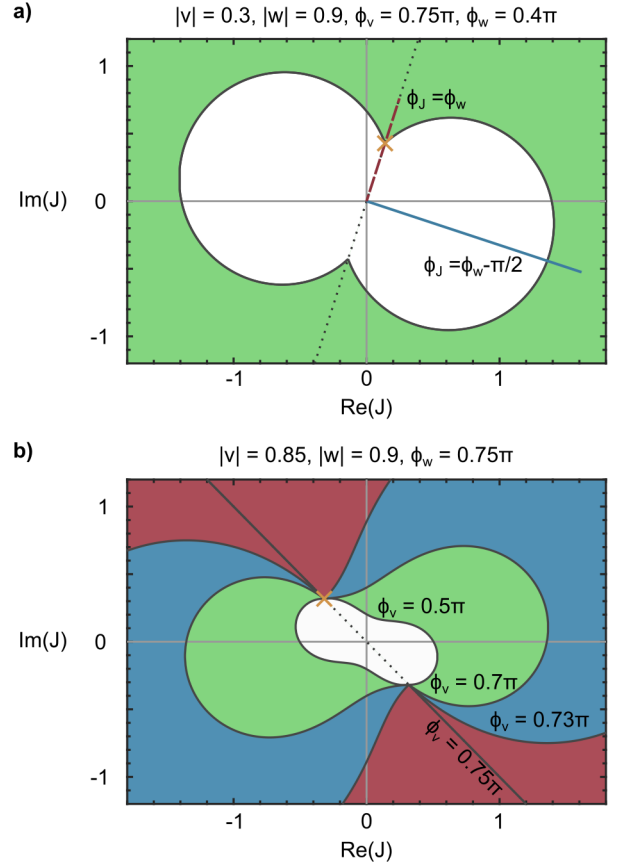 a)
|v| = 0.3, |w| = 0.9, ϕv = 0.75π, ϕw = 0.4π
1
ϕJ =ϕw
Im(J)
0
ϕJ =ϕw-π/2
-1
-1
0
1
Re(J)
b)
|v| = 0.85, |w| = 0.9, ϕw = 0.75π
1
ϕv = 0.5π
Im(J)
0
ϕv = 0.7π
ϕv = 0.73π
ϕv = 0.75π
-1
-1
0
1
Re(J)